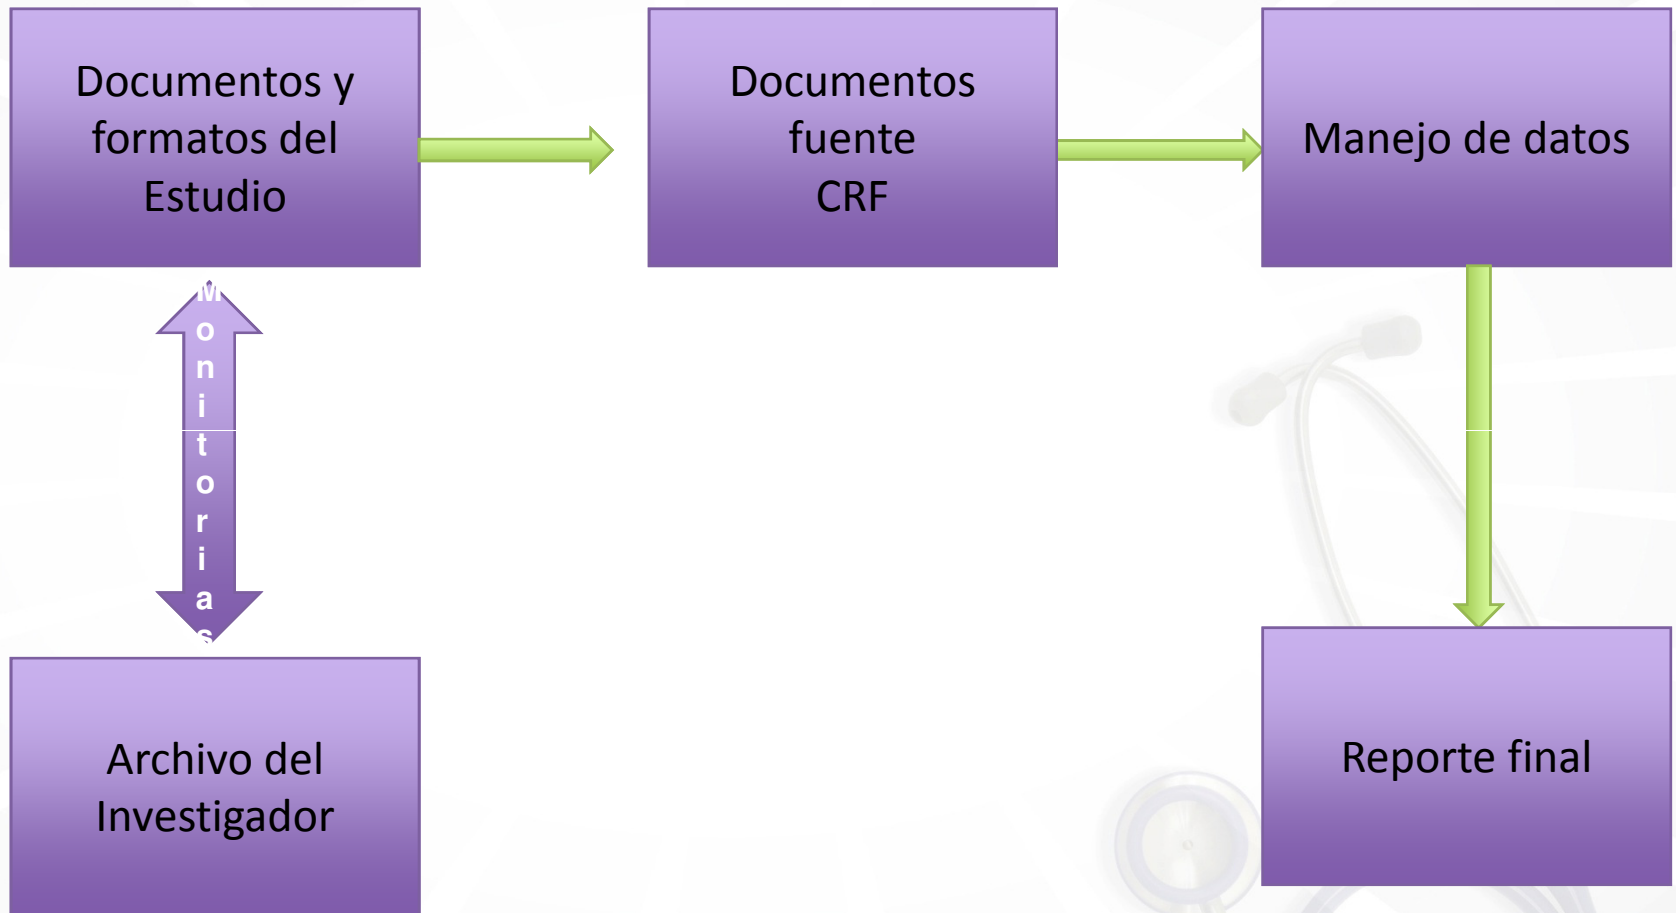 Documentos y
formatos del
Estudio
Documentos
fuente
CRF
Manejo de datos
M
o
n
i
t
o
r
i
a
s
Archivo del
Investigador
Reporte final